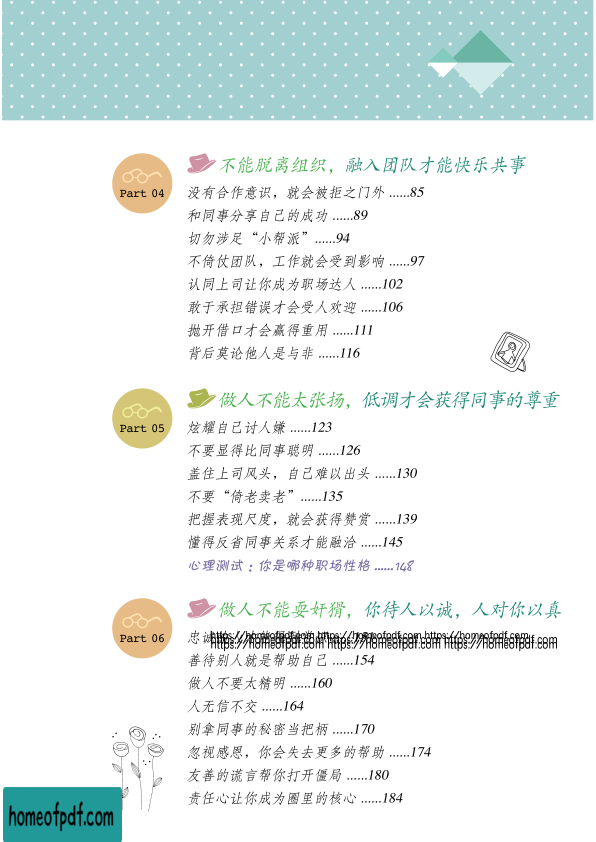 Part 04
不能脱离组织，融入团队才能快乐共事
没有合作意识，就会被拒之门外 ......85
和同事分享自己的成功 ......89
切勿涉足“小帮派”......94
不倚仗团队，工作就会受到影响 ......97
认同上司让你成为职场达人 ......102
敢于承担错误才会受人欢迎 ......106
抛开借口才会赢得重用 ......111
背后莫论他人是与非 ......116
Part 05
做人不能太张扬，低调才会获得同事的尊重
炫耀自己讨人嫌 ......123
不要显得比同事聪明 ......126
盖住上司风头，自己难以出头 ......130
不要“倚老卖老”......135
把握表现尺度，就会获得赞赏 ......139
懂得反省同事关系才能融洽 ......145
心理测试：你是哪种职场性格 ......148
Part 06
做人不能耍奸猾，你待人以诚，人对你以真
忠诚
https://homeofpdf.com https://homeofpdf.com https://homeofpdf.com
https://homeofpdf.com https://homeofpdf.com https://homeofpdf.com
善待别人就是帮助自己 ......154
做人不要太精明 ......160
人无信不交 ......164
别拿同事的秘密当把柄 ......170
忽视感恩，你会失去更多的帮助 ......174
友善的谎言帮你打开僵局 ......180
责任心让你成为圈里的核心 ......184
homeofpdf.com